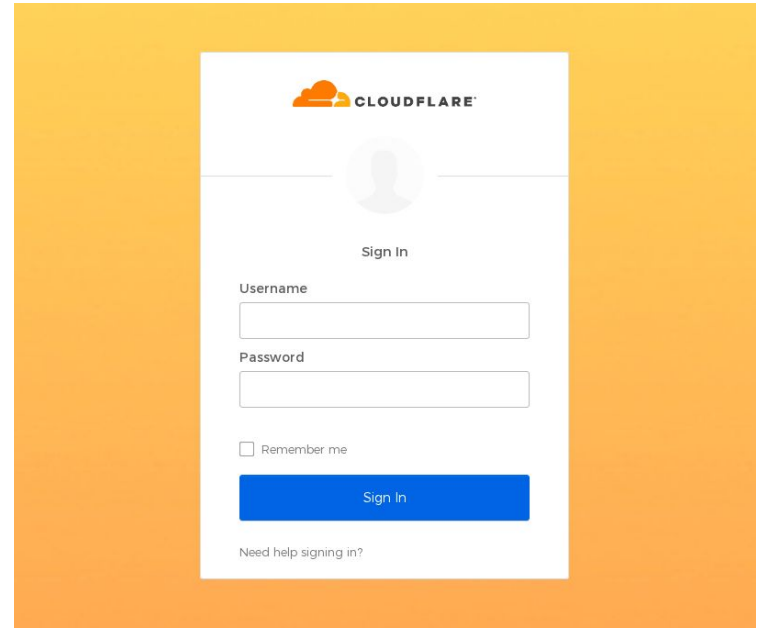 CLOUDFLARE
Sign In
Username
Password
Remember me
Sign In
Need help signing in?